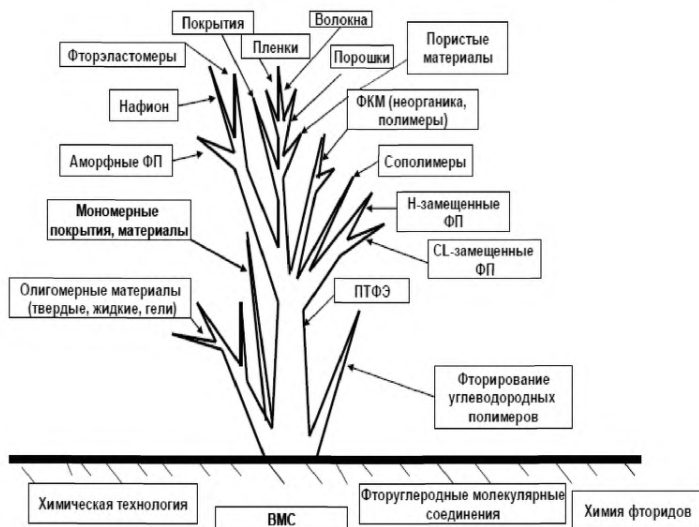 Покрытия
Волокна
Пленки
Фторэластомеры
Порошки
Пористые
материалы
Нафион
ФКМ (неорганика,
полимеры)
Аморфные ФП
Сополимеры
Мономерные
покрытия, материалы
Н-замещенные
ФП
CL-замещенные
ФП
Олигомерные материалы
(твердые, жидкие, гели)
ПТФЭ
Фторирование
углеводородных
полимеров
Химическая технология
ВМС
Фторуглеродные молекулярные
соединения
Химия фторидов